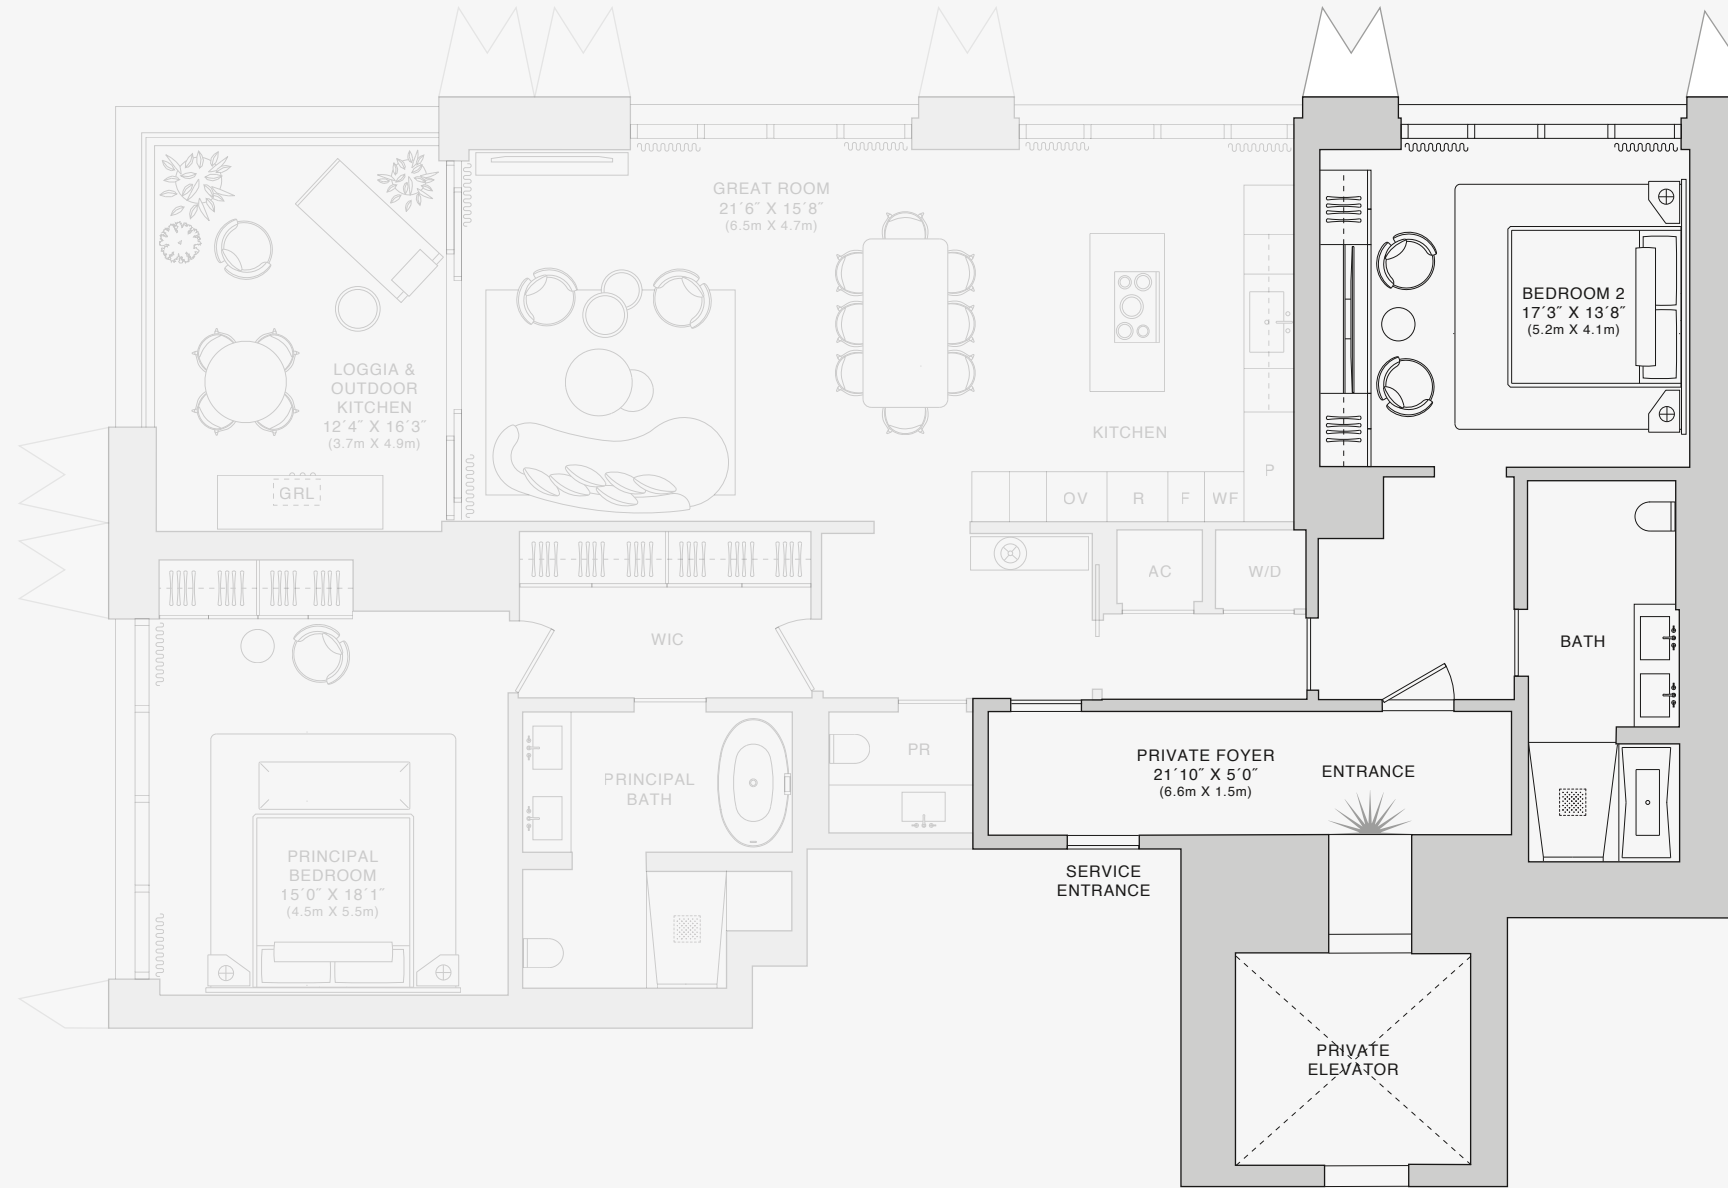 GREAT ROOM
21´6˝ X 15´8˝
(6.5m X 4.7m)
LOGGIA &
OUTDOOR
KITCHEN
12´4˝ X 16´3˝
(3.7m X 4.9m)
GRL
KITCHEN
OV
R
F
WF
P
BEDROOM 2
17´3˝ X 13´8˝
(5.2m X 4.1m)
AC
W/D
WIC
BATH
PRINCIPAL
BATH
PR
PRIVATE FOYER
21´10˝ X 5´0˝
(6.6m X 1.5m)
ENTRANCE
PRINCIPAL
BEDROOM
15´0˝ X 18´1˝
(4.5m X 5.5m)
SERVICE
ENTRANCE
PRIVATE
ELEVATOR